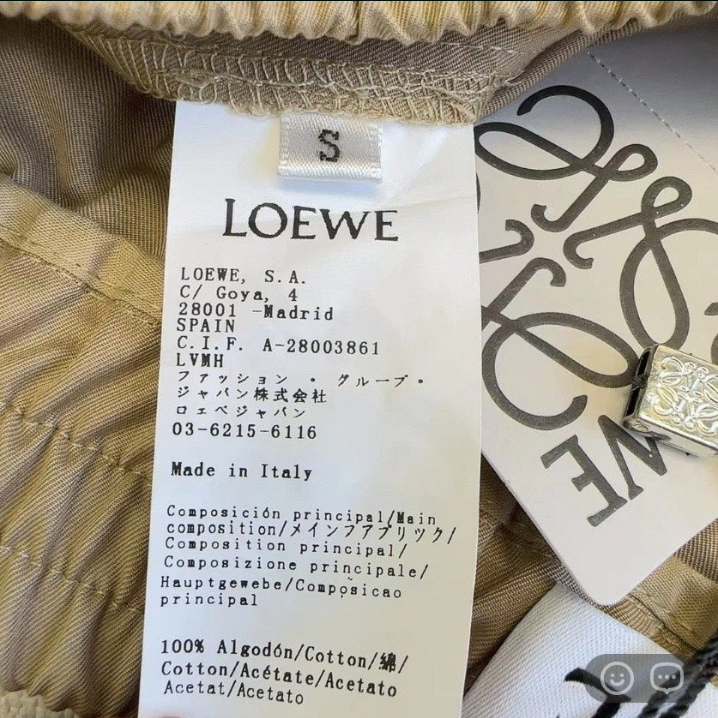 S
LOEWE
LOEWE, S.A.
C/ Goya, 4
28001 -Madrid
SPAIN
C.I.F. A-28003861
LVMH
ファッション ・ グループ・
ジャパン株式会社
ロエベジャパン
03-6215-6116
Made in Italy
Composición principal/Main
composition/メインフアブリック/
Composition principal/
Composizione principale/
Hauptgewebe/Composicao
principal
100% Algodón/Cotton/綿/
Cotton/Acétate/Acetato
Acetat/Acetato
WE